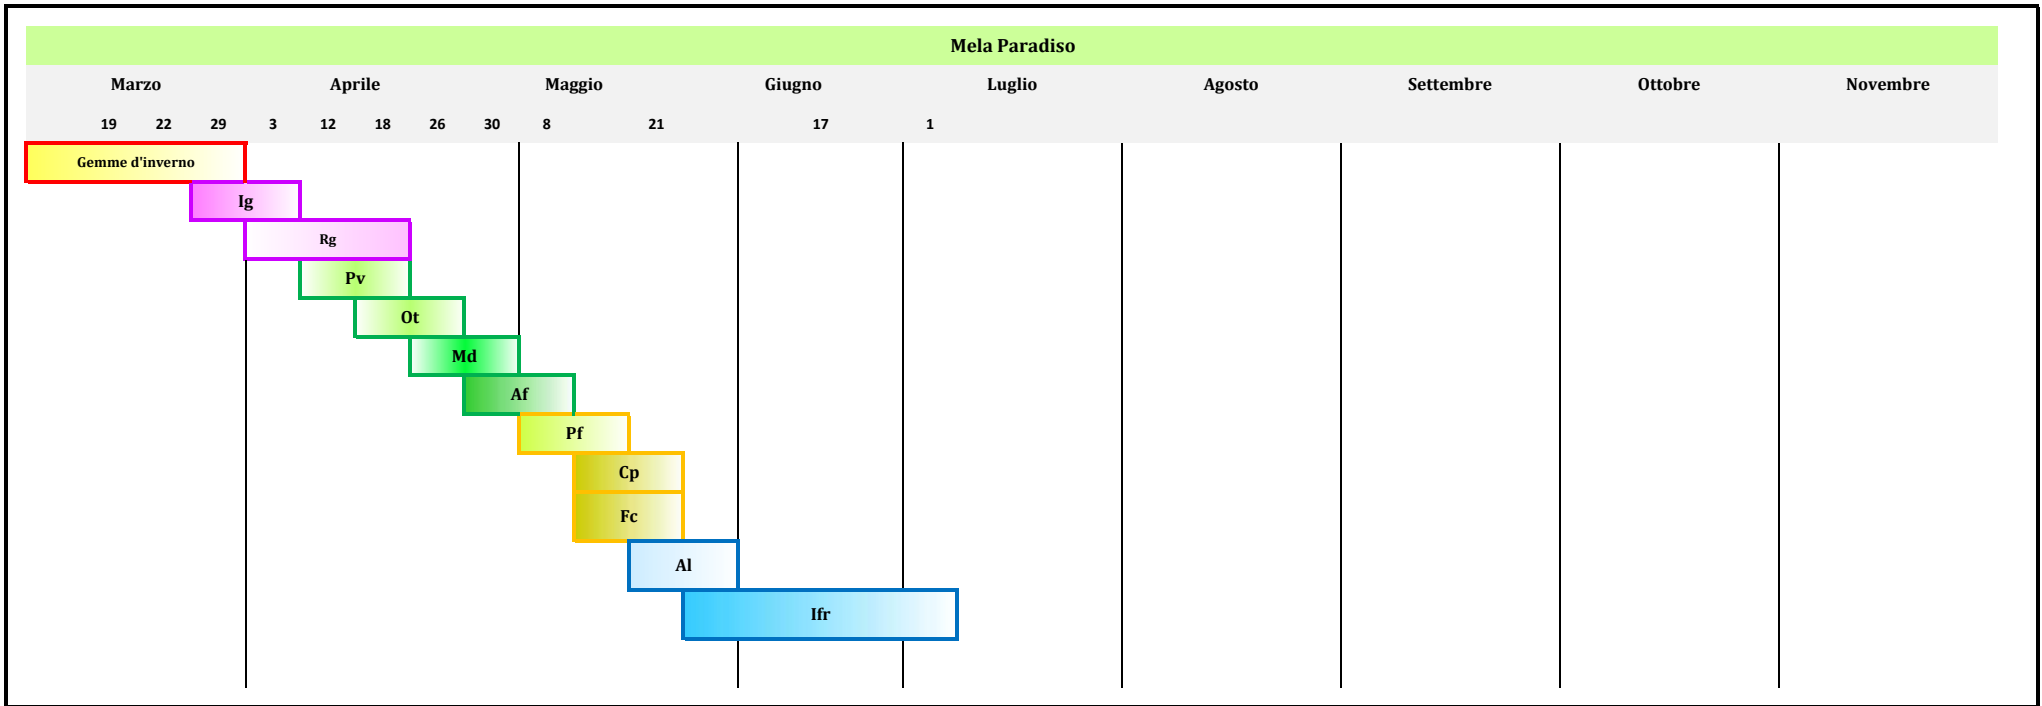 Mela Paradiso
Marzo Aprile Maggio Giugno Luglio Agosto Settembre Ottobre Novembre
19 22 29 3 12 18 26 30 8 21 17 1
Gemme d'inverno
Ig
Rg
Pv
Ot
Md
Af
Pf
Cp
Fc
Al
Ifr